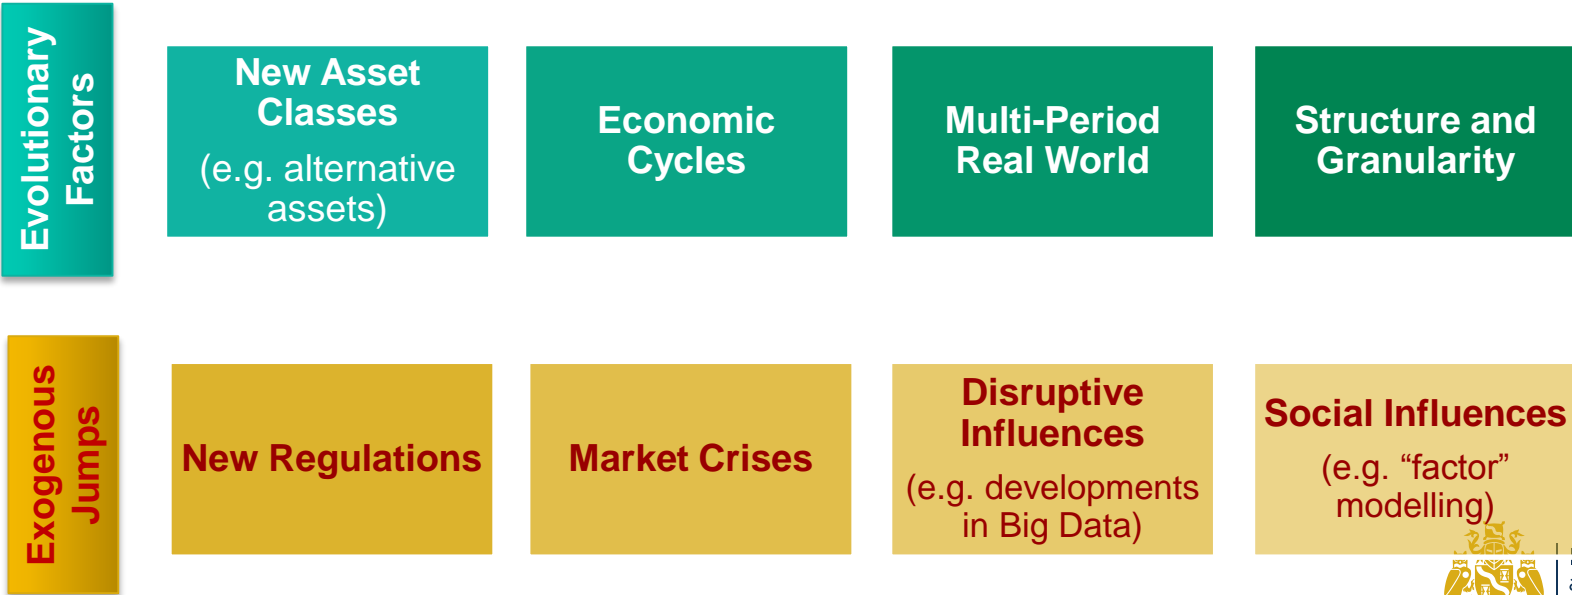 Evolutionary
Factors
New Asset
Classes
(e.g. alternative
assets)
Economic
Cycles
Multi-Period
Real World
Structure and
Granularity
Exogenous
Jumps
New Regulations
Market Crises
Disruptive
Influences
(e.g. developments
in Big Data)
Social Influences
(e.g. “factor”
modelling)